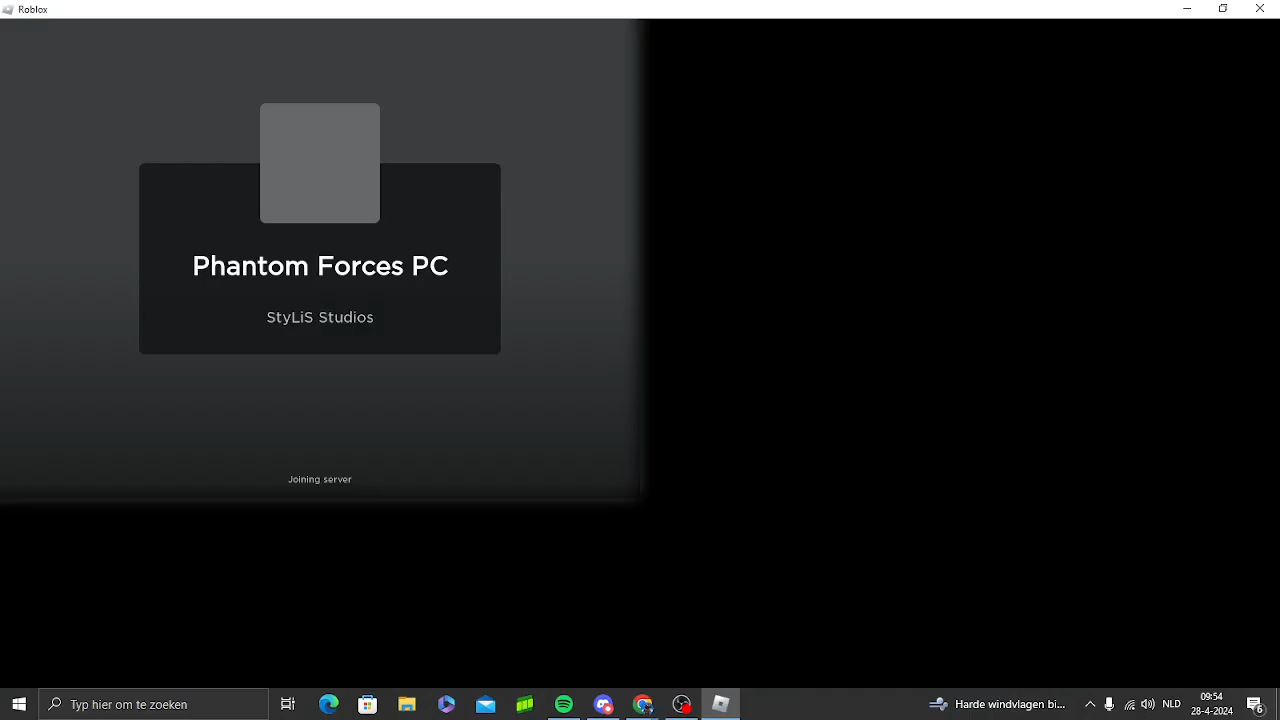 Roblox
Phantom Forces PC
StyLiS Studios
Joining server
Typ hier om te zoeken
Harde windvlagen bi...
NLD
09:54
28-4-2024
6